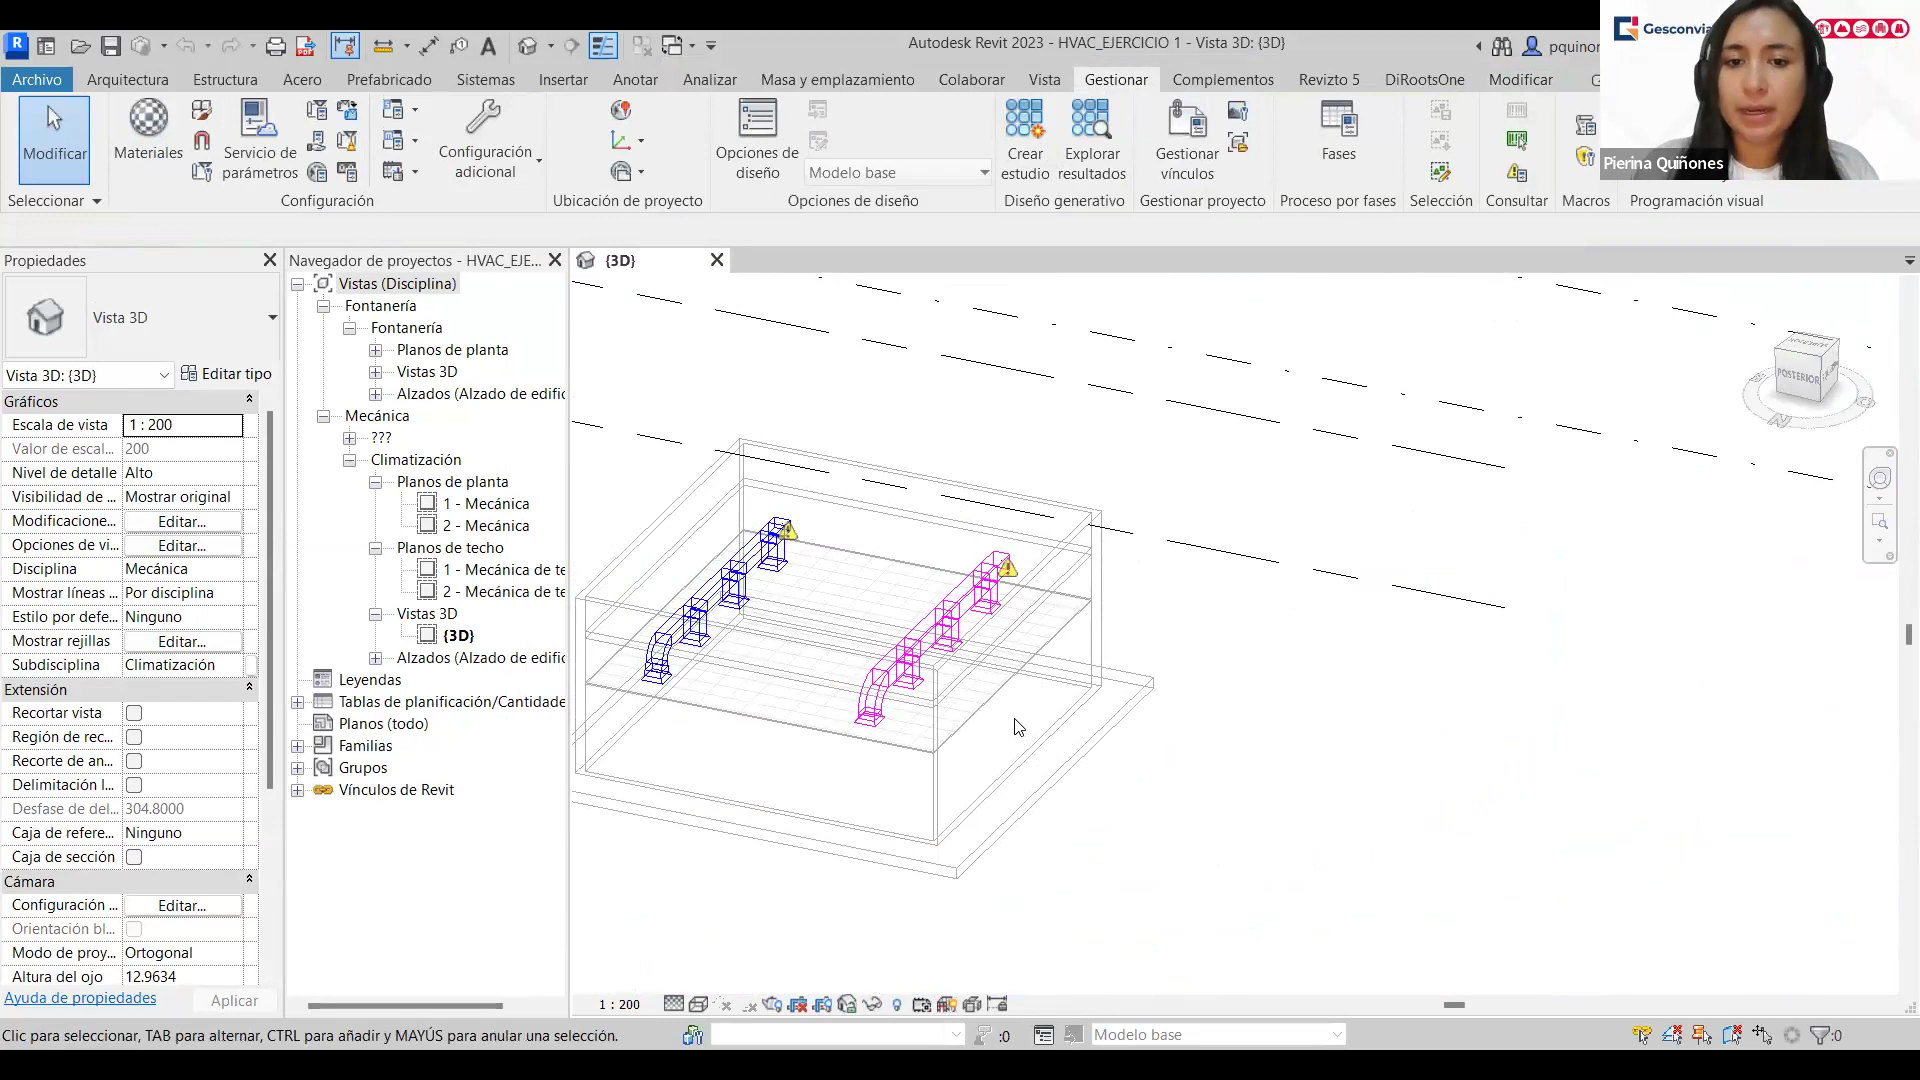 Autodesk Revit 2023 - HVAC_EJERCICIO 1 - Vista 3D: {3D}
pquinor
Gesconvia
Pierina Quiñones
Archivo Arquitectura Estructura Acero Prefabricado Sistemas Insertar Anotar Analizar Masa y emplazamiento Colaborar Vista Gestionar Complementos Revizto 5 DiRootsOne Modificar
Modificar
Materiales
Servicio de parámetros
Configuración adicional
Opciones de diseño
Modelo base
Crear estudio
Explorar resultados
Gestionar vínculos
Fases
Seleccionar
Configuración
Ubicación de proyecto
Opciones de diseño
Diseño generativo
Gestionar proyecto
Proceso por fases
Selección
Consultar
Macros
Programación visual
Propiedades
Vista 3D
Vista 3D: {3D}
Editar tipo
Gráficos
Escala de vista 1 : 200
Valor de escal... 200
Nivel de detalle Alto
Visibilidad de ... Mostrar original
Modificacione... Editar...
Opciones de vi... Editar...
Disciplina Mecánica
Mostrar líneas ... Por disciplina
Estilo por defe... Ninguno
Mostrar rejillas Editar...
Subdisciplina Climatización
Extensión
Recortar vista
Región de rec...
Recorte de an...
Delimitación l...
Desfase de del... 304.8000
Caja de refere... Ninguno
Caja de sección
Cámara
Configuración ... Editar...
Orientación bl...
Modo de proy... Ortogonal
Altura del ojo 12.9634
Ayuda de propiedades
Aplicar
Navegador de proyectos - HVAC_EJE...
Vistas (Disciplina)
Fontanería
Fontanería
Planos de planta
Vistas 3D
Alzados (Alzado de edific
Mecánica
???
Climatización
Planos de planta
1 - Mecánica
2 - Mecánica
Planos de techo
1 - Mecánica de te
2 - Mecánica de te
Vistas 3D
{3D}
Alzados (Alzado de edific
Leyendas
Tablas de planificación/Cantidade
Planos (todo)
Familias
Grupos
Vínculos de Revit
{3D}
POSTERIOR
N
1 : 200
Clic para seleccionar, TAB para alternar, CTRL para añadir y MAYÚS para anular una selección.
:0
Modelo base
:0